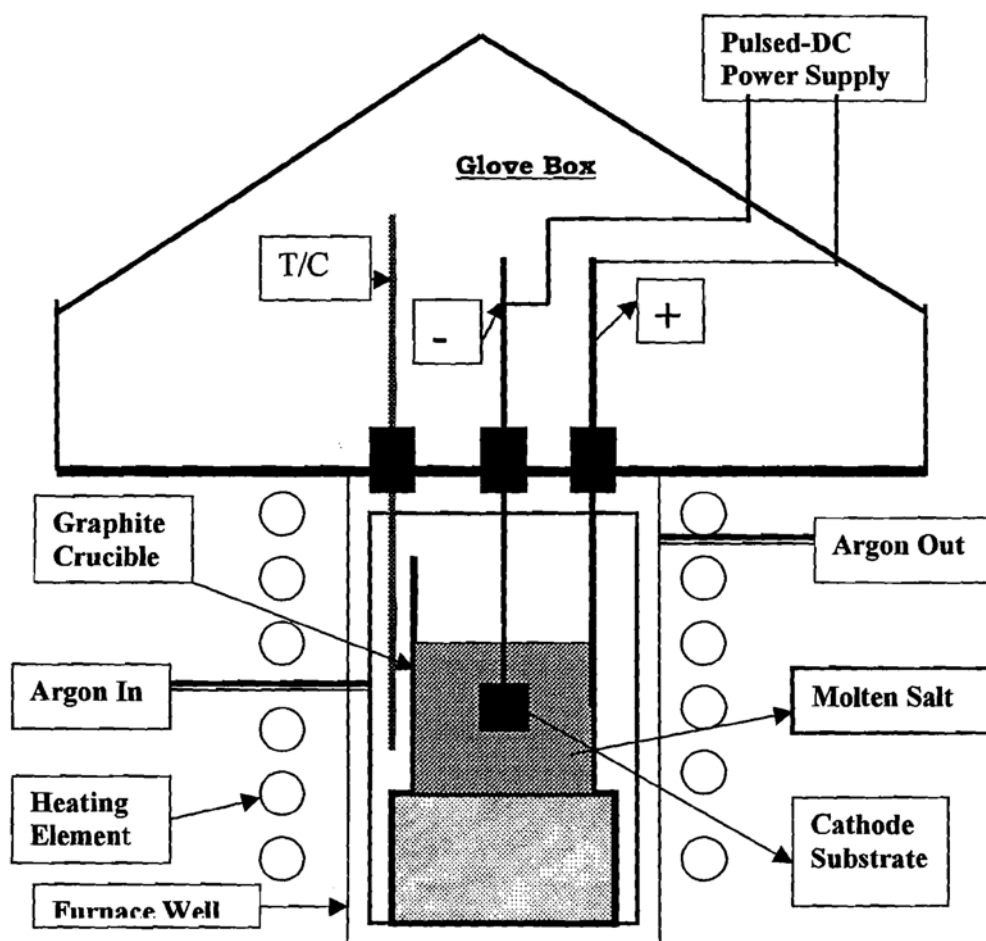 Pulsed-DC
Power Supply
Glove Box
T/C
-
+
Graphite
Crucible
Argon Out
Argon In
Molten Salt
Heating
Element
Cathode
Substrate
Furnace Well